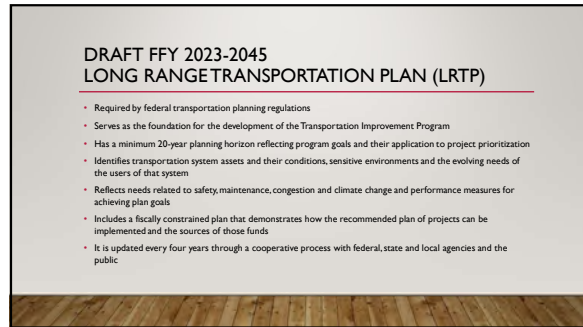 DRAFT FFY 2023-2045
LONG RANGE TRANSPORTATION PLAN (LRTP)
• Required by federal transportation planning regulations
• Serves as the foundation for the development of the Transportation Improvement Program
• Has a minimum 20-year planning horizon reflecting program goals and their application to project prioritization
• Identifies transportation system assets and their conditions, sensitive environments and the evolving needs of
the users of that system
• Reflects needs related to safety, maintenance, congestion and climate change and performance measures for
achieving plan goals
• Includes a fiscally constrained plan that demonstrates how the recommended plan of projects can be
implemented and the sources of those funds
• It is updated every four years through a cooperative process with federal, state and local agencies and the
public